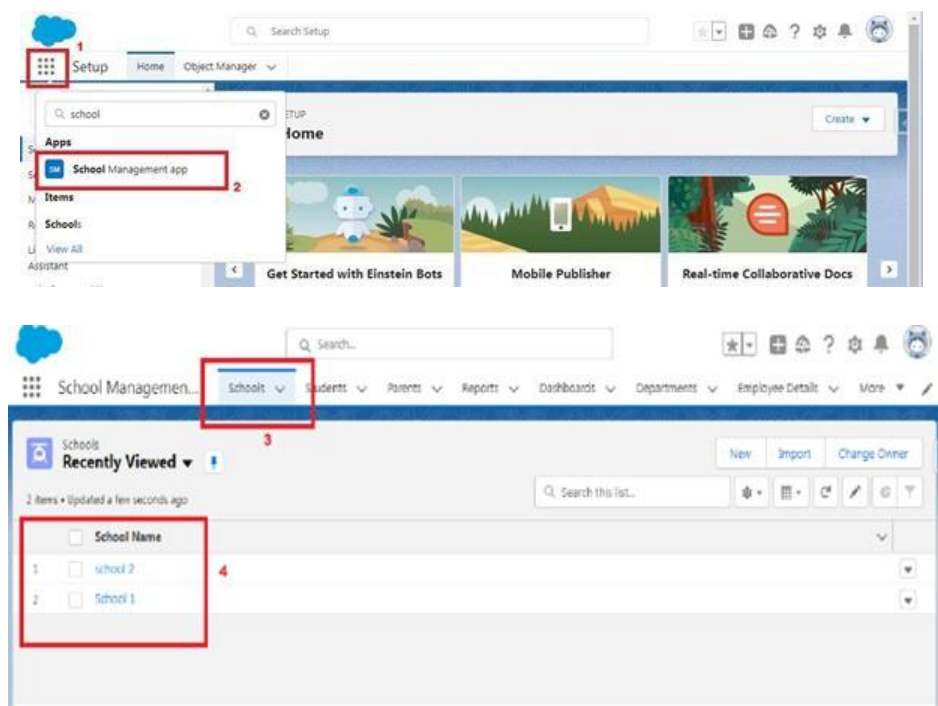 Search Setup
1
Setup Home Object Manager
school
SETUP
Home
Create
Apps
SM School Management app
2
Items
Schools
View All
Assistant
Get Started with Einstein Bots Mobile Publisher Real-time Collaborative Docs
Search...
School Managemen... Schools Students Parents Reports Dashboards Departments Employee Details More
3
Schools
Recently Viewed
New Import Change Owner
2 items • Updated a few seconds ago
Search this list...
School Name
1 school 2
4
2 School 1